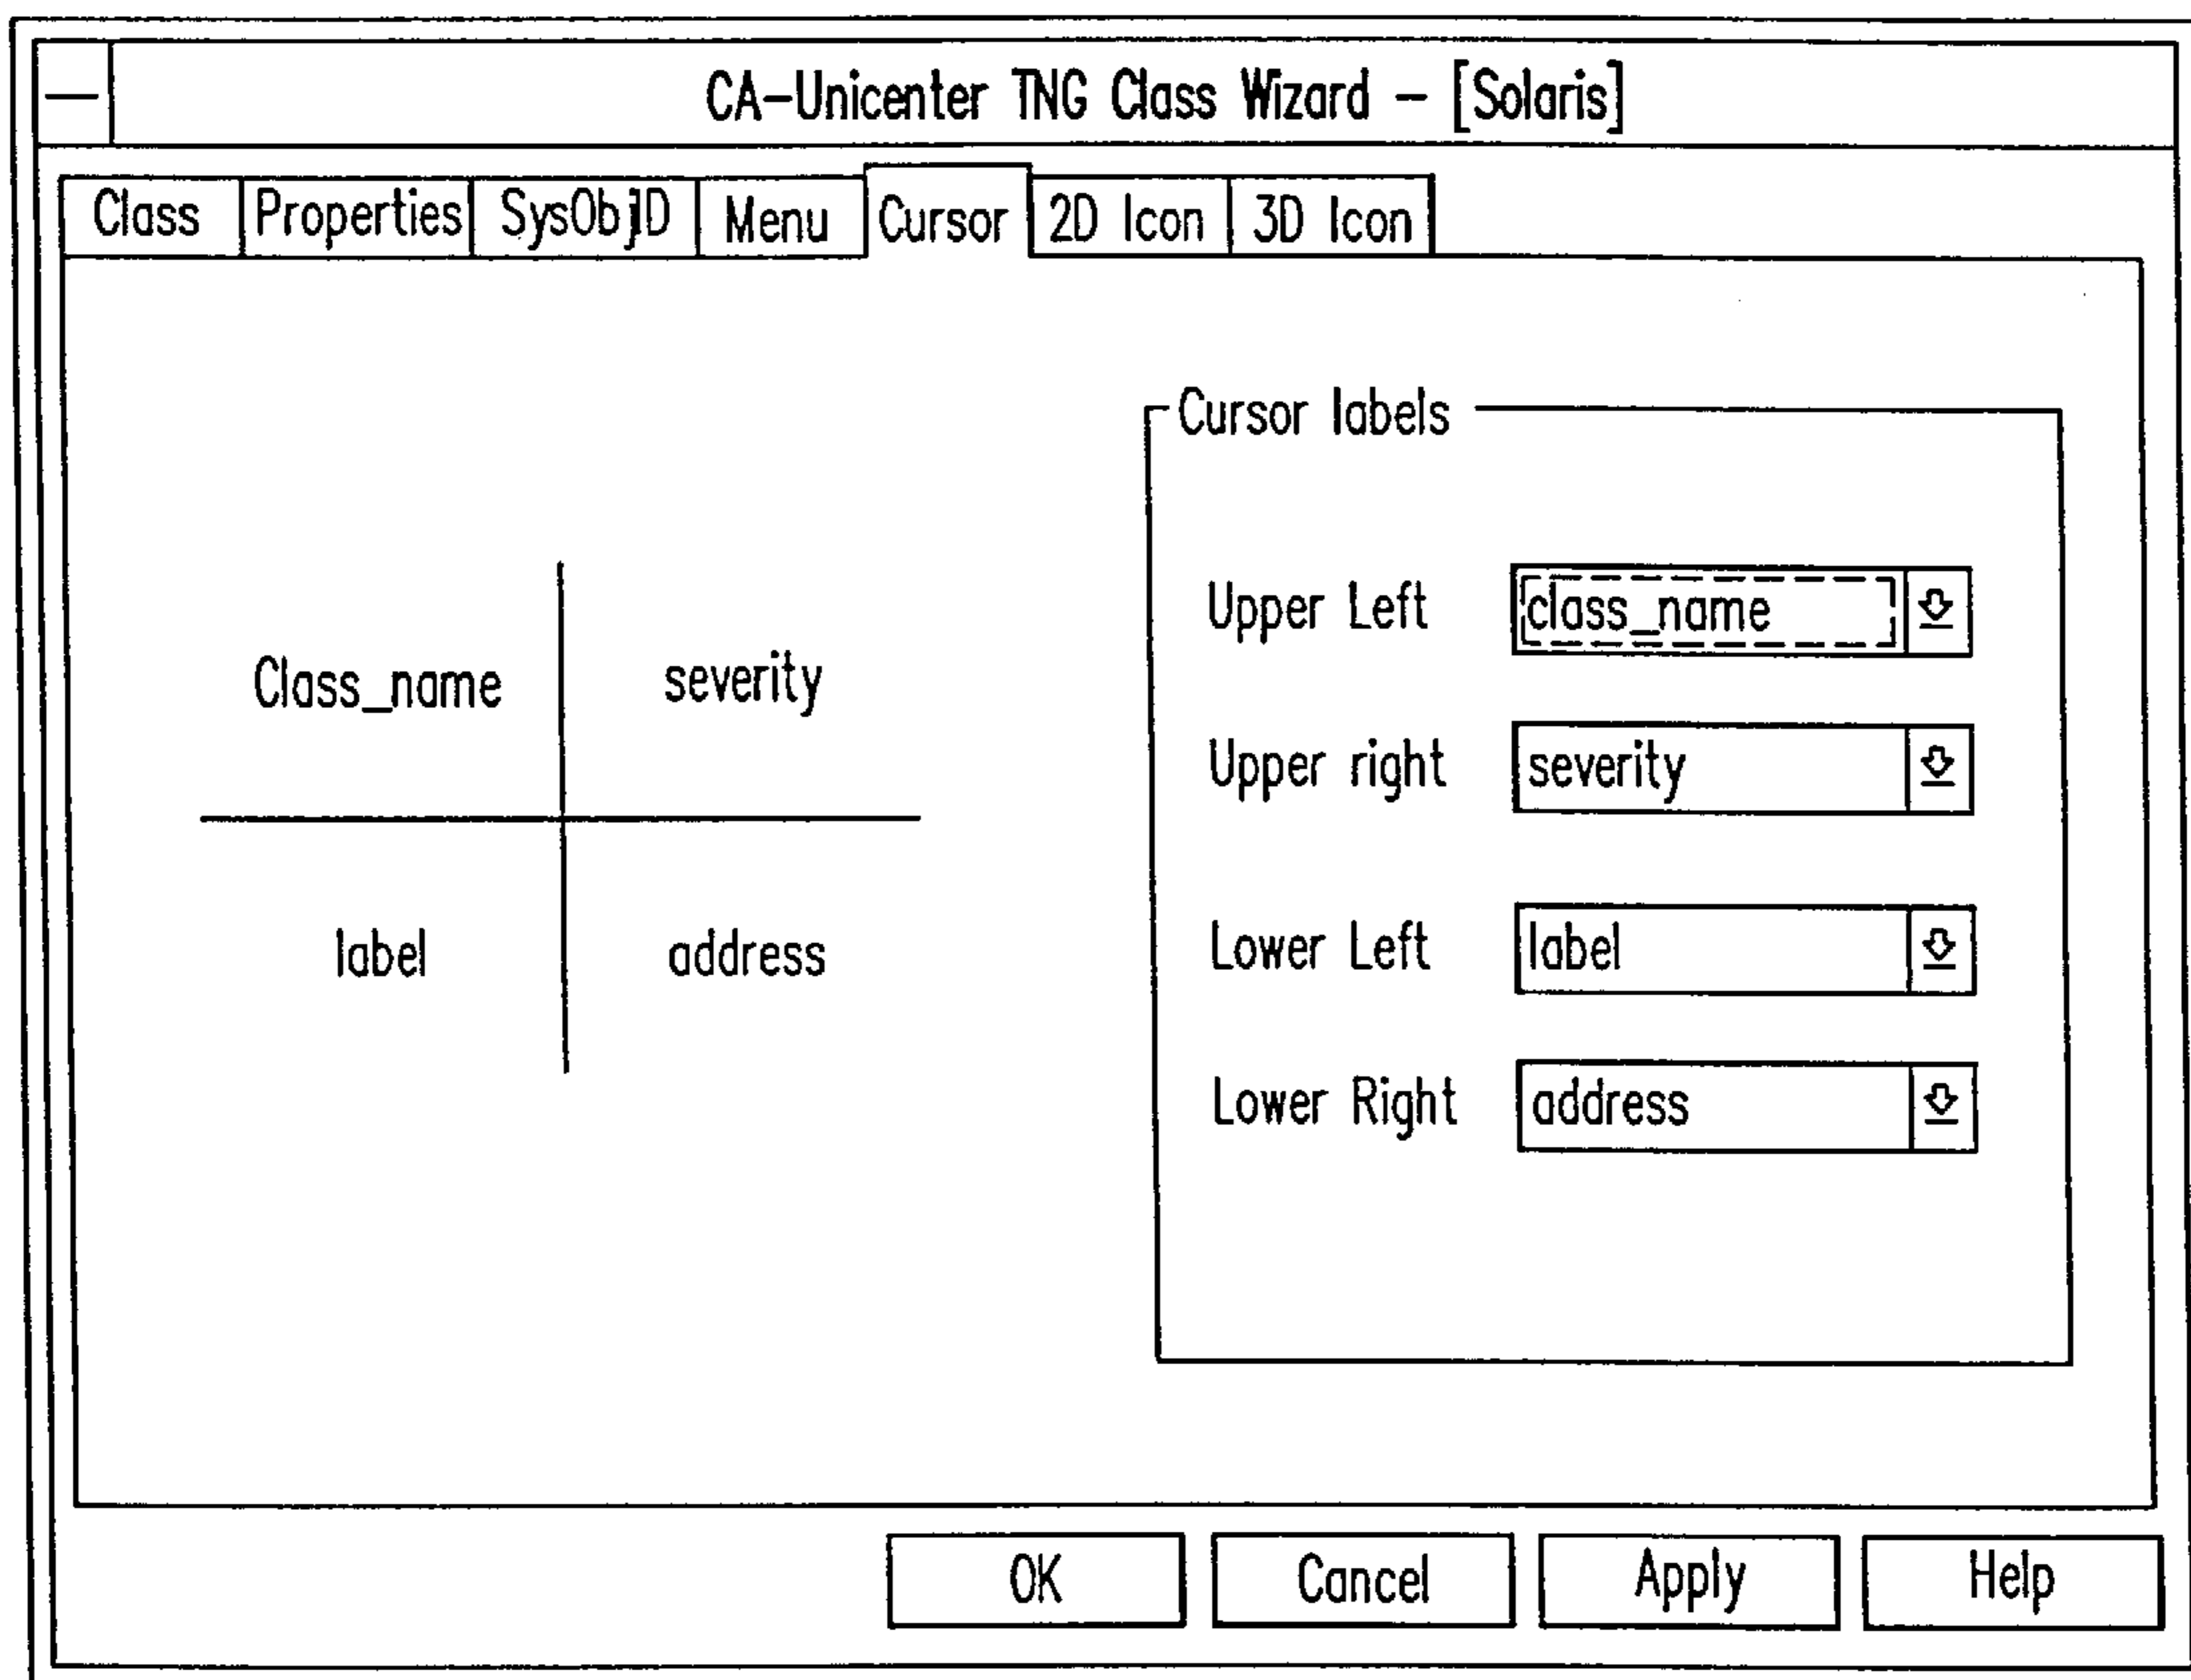 CA-Unicenter TNG Class Wizard - [Solaris]
Class Properties SysObjID Menu Cursor 2D Icon 3D Icon
Cursor labels
Class_name severity
label address
Upper Left class_name
Upper right severity
Lower Left label
Lower Right address
OK Cancel Apply Help